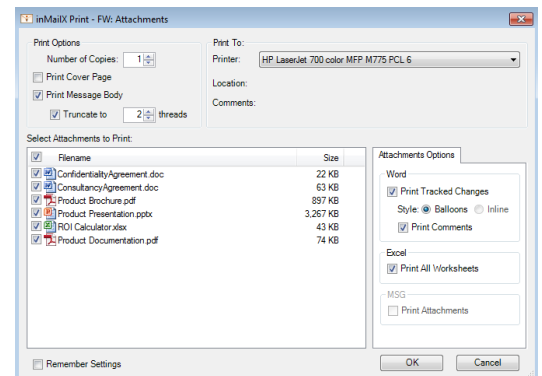 inMailX Print - FW: Attachments
Print Options
Number of Copies: 1
Print Cover Page
Print Message Body
Truncate to 2 threads
Print To:
Printer: HP LaserJet 700 color MFP M775 PCL 6
Location:
Comments:
Select Attachments to Print:
Filename Size
ConfidentialityAgreement.doc 22 KB
ConsultancyAgreement.doc 63 KB
Product Brochure.pdf 897 KB
Product Presentation.pptx 3,267 KB
ROI Calculator.xlsx 43 KB
Product Documentation.pdf 74 KB
Attachments Options
Word
Print Tracked Changes
Style: Balloons Inline
Print Comments
Excel
Print All Worksheets
MSG
Print Attachments
Remember Settings
OK Cancel